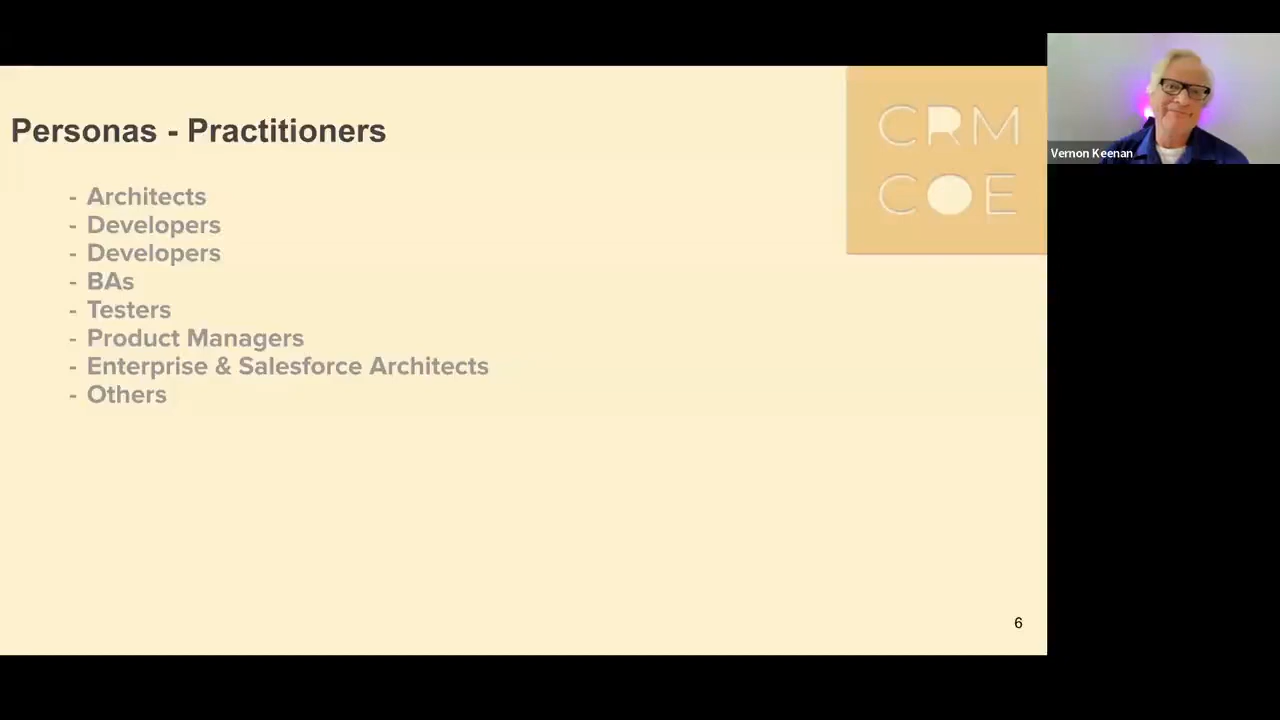 Personas - Practitioners
- Architects
- Developers
- Developers
- BAs
- Testers
- Product Managers
- Enterprise & Salesforce Architects
- Others
CRM
COE
Vernon Keenan
6